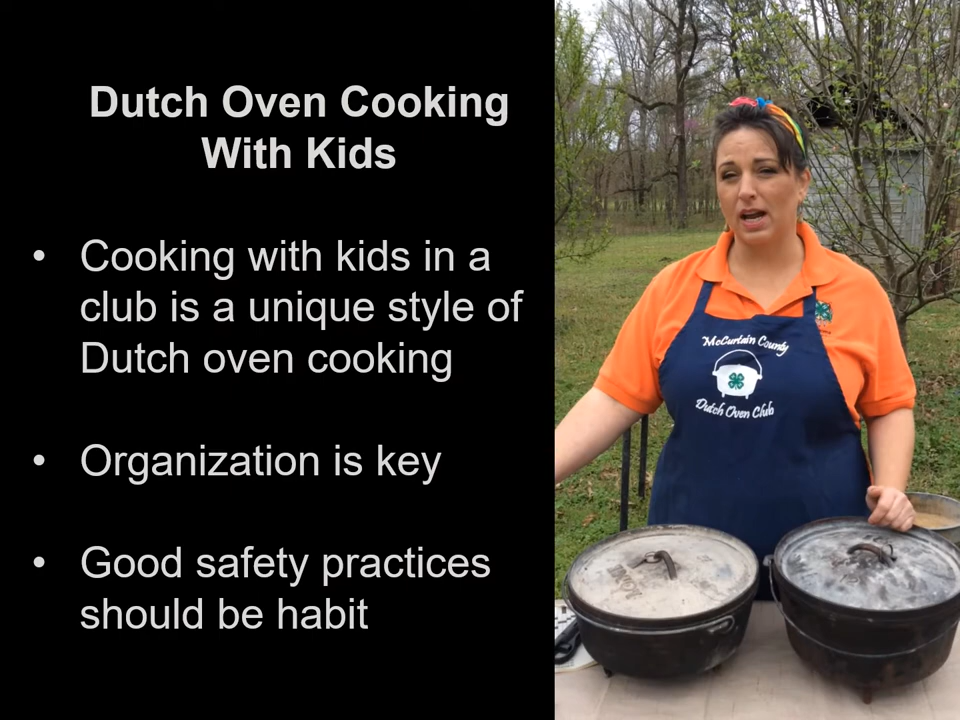 Dutch Oven Cooking
With Kids
• Cooking with kids in a
club is a unique style of
Dutch oven cooking
• Organization is key
• Good safety practices
should be habit
McCurtain County
Dutch Oven Club